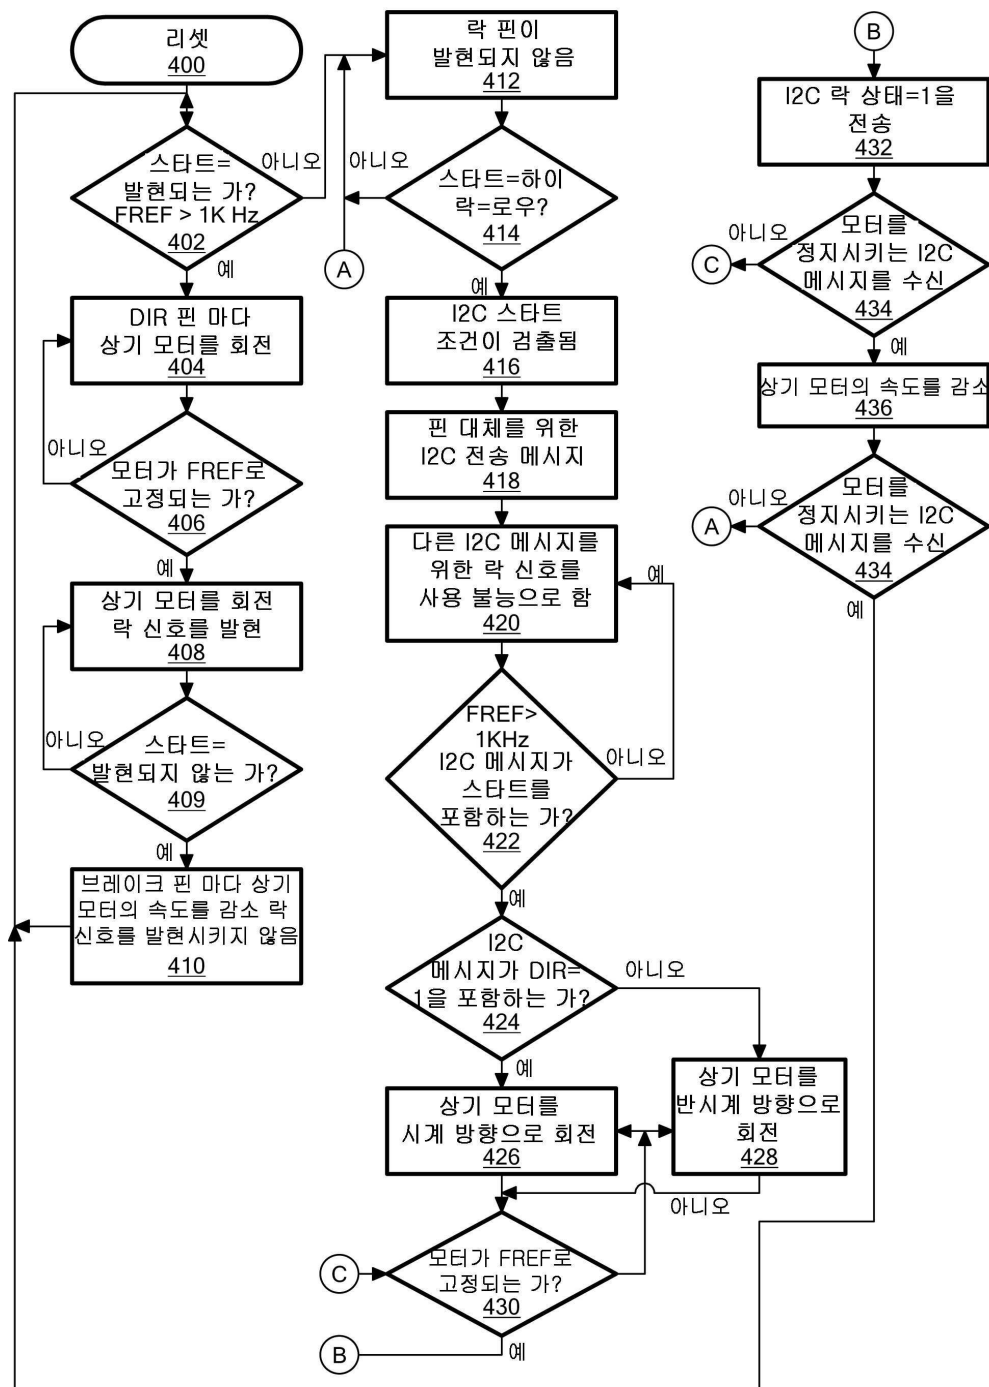 리셋
400
스타트=
발현되는 가?
FREF > 1K Hz
402
아니오
예
DIR 핀 마다
상기 모터를 회전
404
아니오
모터가 FREF로
고정되는 가?
406
예
상기 모터를 회전
락 신호를 발현
408
아니오
스타트=
발현되지 않는 가?
409
예
브레이크 핀 마다 상기
모터의 속도를 감소 락
신호를 발현시키지 않음
410
락 핀이
발현되지 않음
412
아니오
스타트=하이
락=로우?
414
A
예
I2C 스타트
조건이 검출됨
416
핀 대체를 위한
I2C 전송 메시지
418
다른 I2C 메시지를
위한 락 신호를
사용 불능으로 함
420
예
FREF>
1KHz
I2C 메시지가
스타트를
포함하는 가?
422
아니오
예
I2C
메시지가 DIR=
1을 포함하는 가?
424
아니오
예
상기 모터를
시계 방향으로 회전
426
상기 모터를
반시계 방향으로
회전
428
아니오
C
모터가 FREF로
고정되는 가?
430
B
예
B
I2C 락 상태=1을
전송
432
아니오
C
모터를
정지시키는 I2C
메시지를 수신
434
예
상기 모터의 속도를 감소
436
아니오
A
모터를
정지시키는 I2C
메시지를 수신
434
예